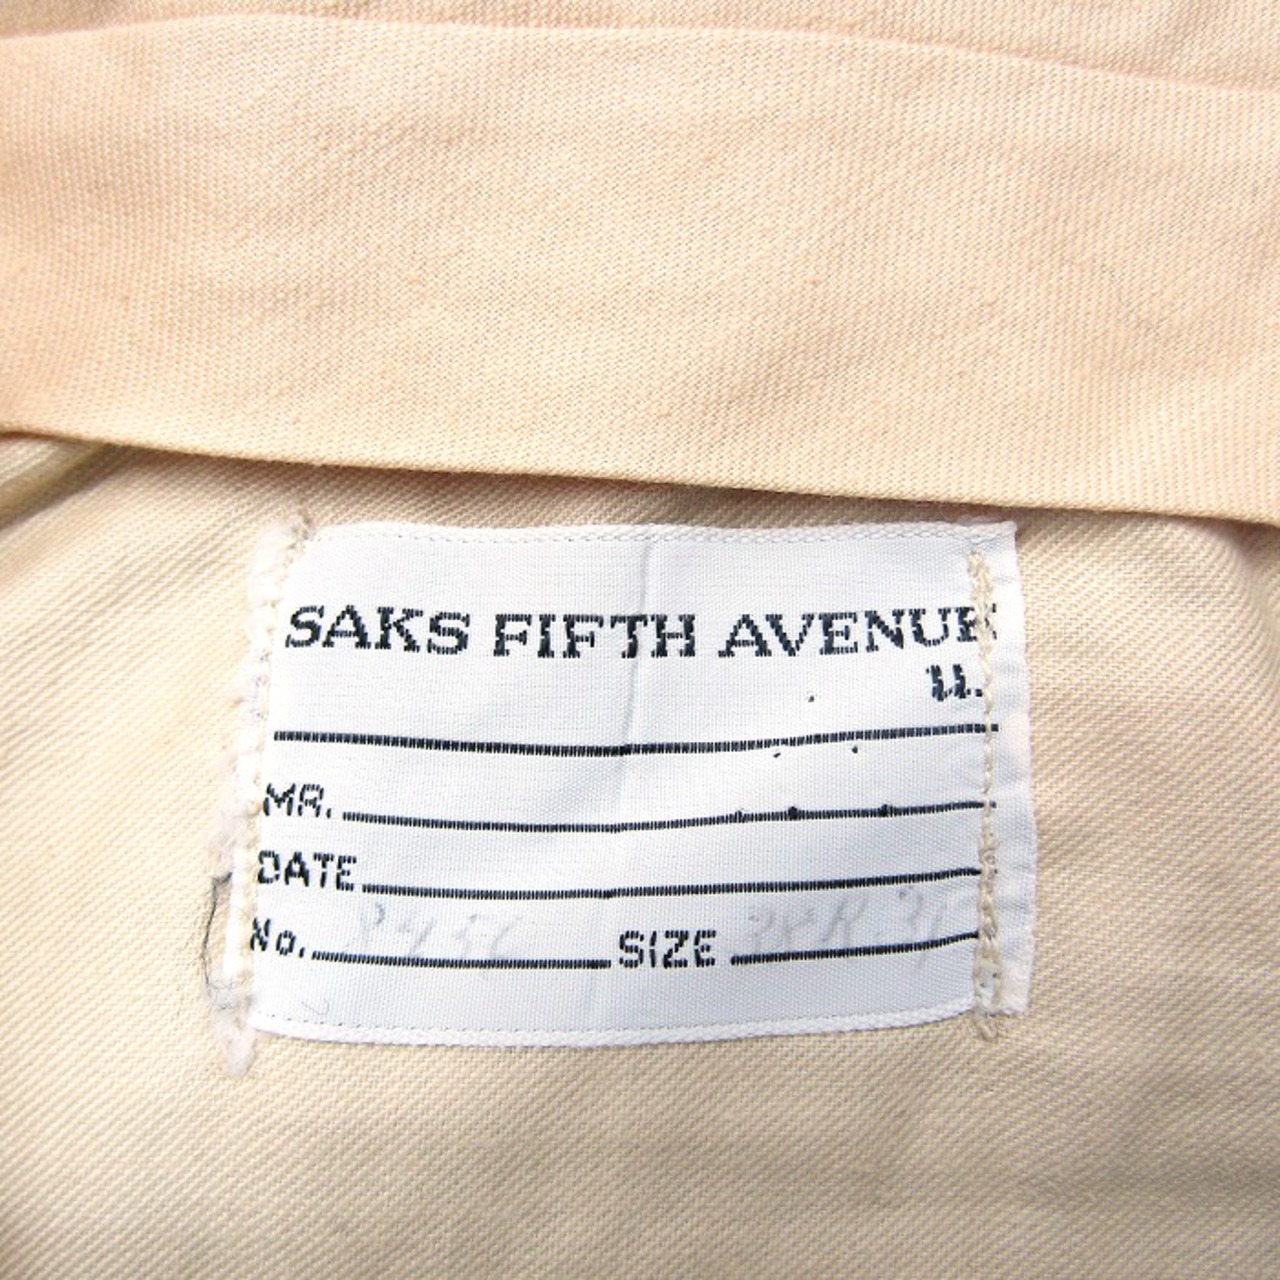 SAKS FIFTH AVENUE
MR.
DATE
No. SIZE